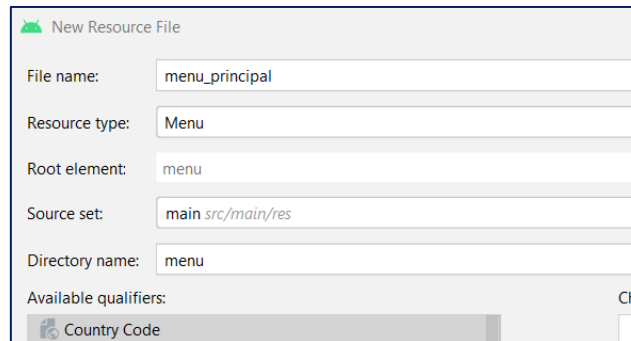 New Resource File
File name: menu_principal
Resource type: Menu
Root element: menu
Source set: main src/main/res
Directory name: menu
Available qualifiers:
Country Code